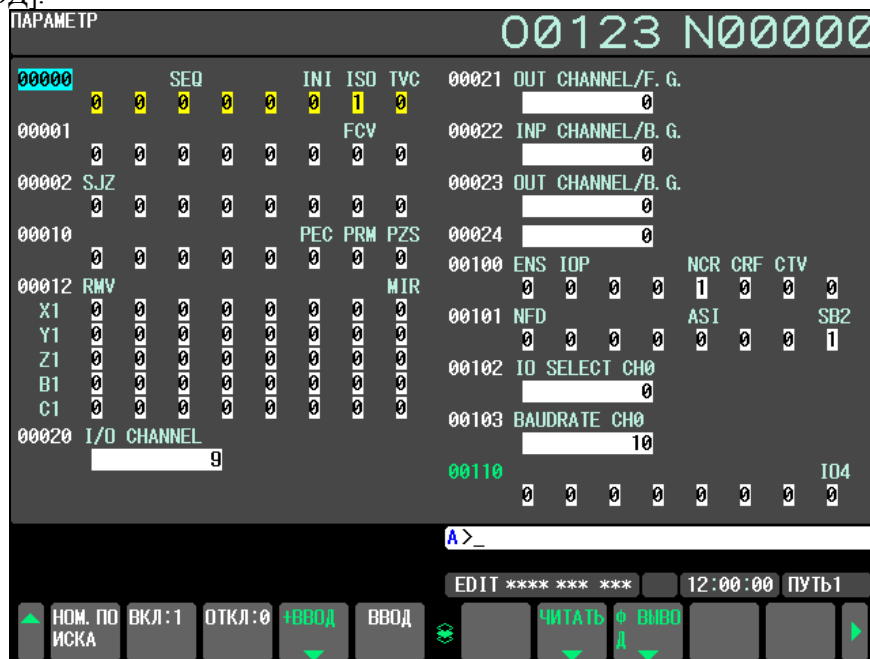 ПАРАМЕТР
O0123 N00000
00000 SEQ INI ISO TVC
0 0 0 0 0 0 1 0
00001 FCV
0 0 0 0 0 0 0 0
00002 SJZ
0 0 0 0 0 0 0 0
00010 PEC PRM PZS
0 0 0 0 0 0 0 0
00012 RMV MIR
X1 0 0 0 0 0 0 0 0
Y1 0 0 0 0 0 0 0 0
Z1 0 0 0 0 0 0 0 0
B1 0 0 0 0 0 0 0 0
C1 0 0 0 0 0 0 0 0
00020 I/O CHANNEL
9
00021 OUT CHANNEL/F.G.
0
00022 INP CHANNEL/B.G.
0
00023 OUT CHANNEL/B.G.
0
00024 0
00100 ENS IOP NCR CRF CTV
0 0 0 0 1 0 0 0
00101 NFD ASI SB2
0 0 0 0 0 0 0 1
00102 IO SELECT CH0
0
00103 BAUDRATE CH0
10
00110 IO4
0 0 0 0 0 0 0 0
A>_
EDIT **** *** *** 12:00:00 ПУТЬ1
НОМ. ПО ВКЛ:1 ОТКЛ:0 +ВВОД ВВОД ЧИТАТЬ Ф ВЫВО
ИСКА Д